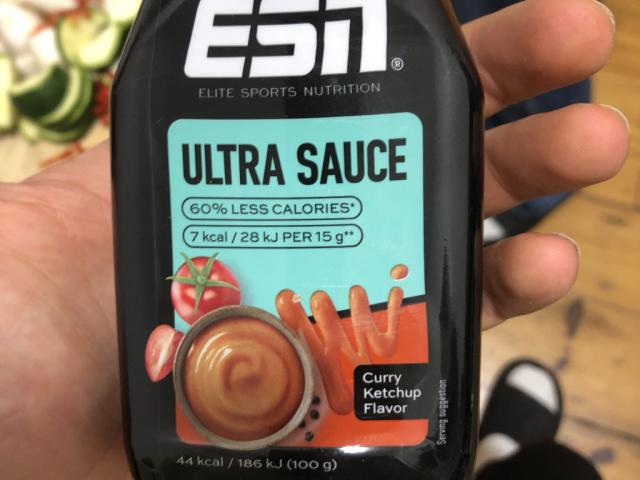 ESN®
ELITE SPORTS NUTRITION
ULTRA SAUCE
60% LESS CALORIES*
7 kcal / 28 kJ PER 15 g**
Curry
Ketchup
Flavor
Serving suggestion
44 kcal / 186 kJ (100 g)